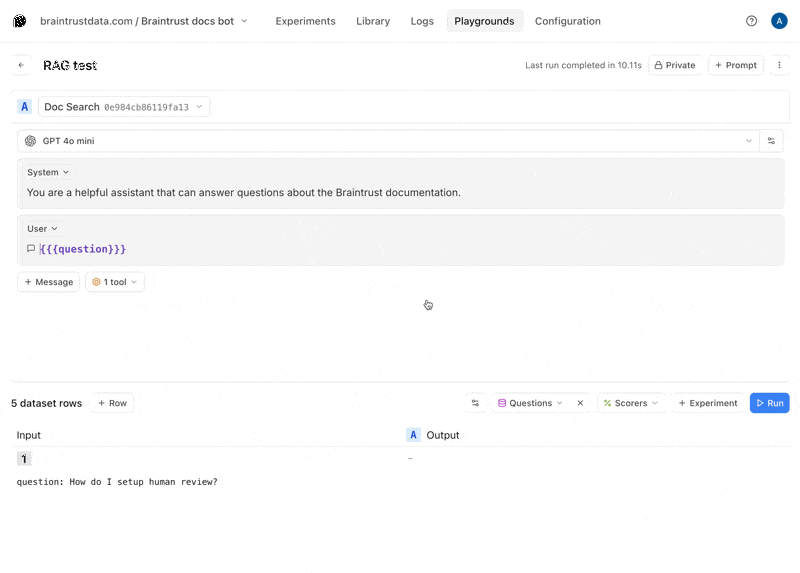 braintrustdata.com / Braintrust docs bot Experiments Library Logs Playgrounds Configuration A
RAG test Last run completed in 10.11s Private + Prompt
A Doc Search 0e984cb86119fa13
GPT 4o mini
System
You are a helpful assistant that can answer questions about the Braintrust documentation.
User
{{{question}}}
+ Message 1 tool
5 dataset rows + Row Questions × Scorers + Experiment Run
Input A Output
1 –
question: How do I setup human review?